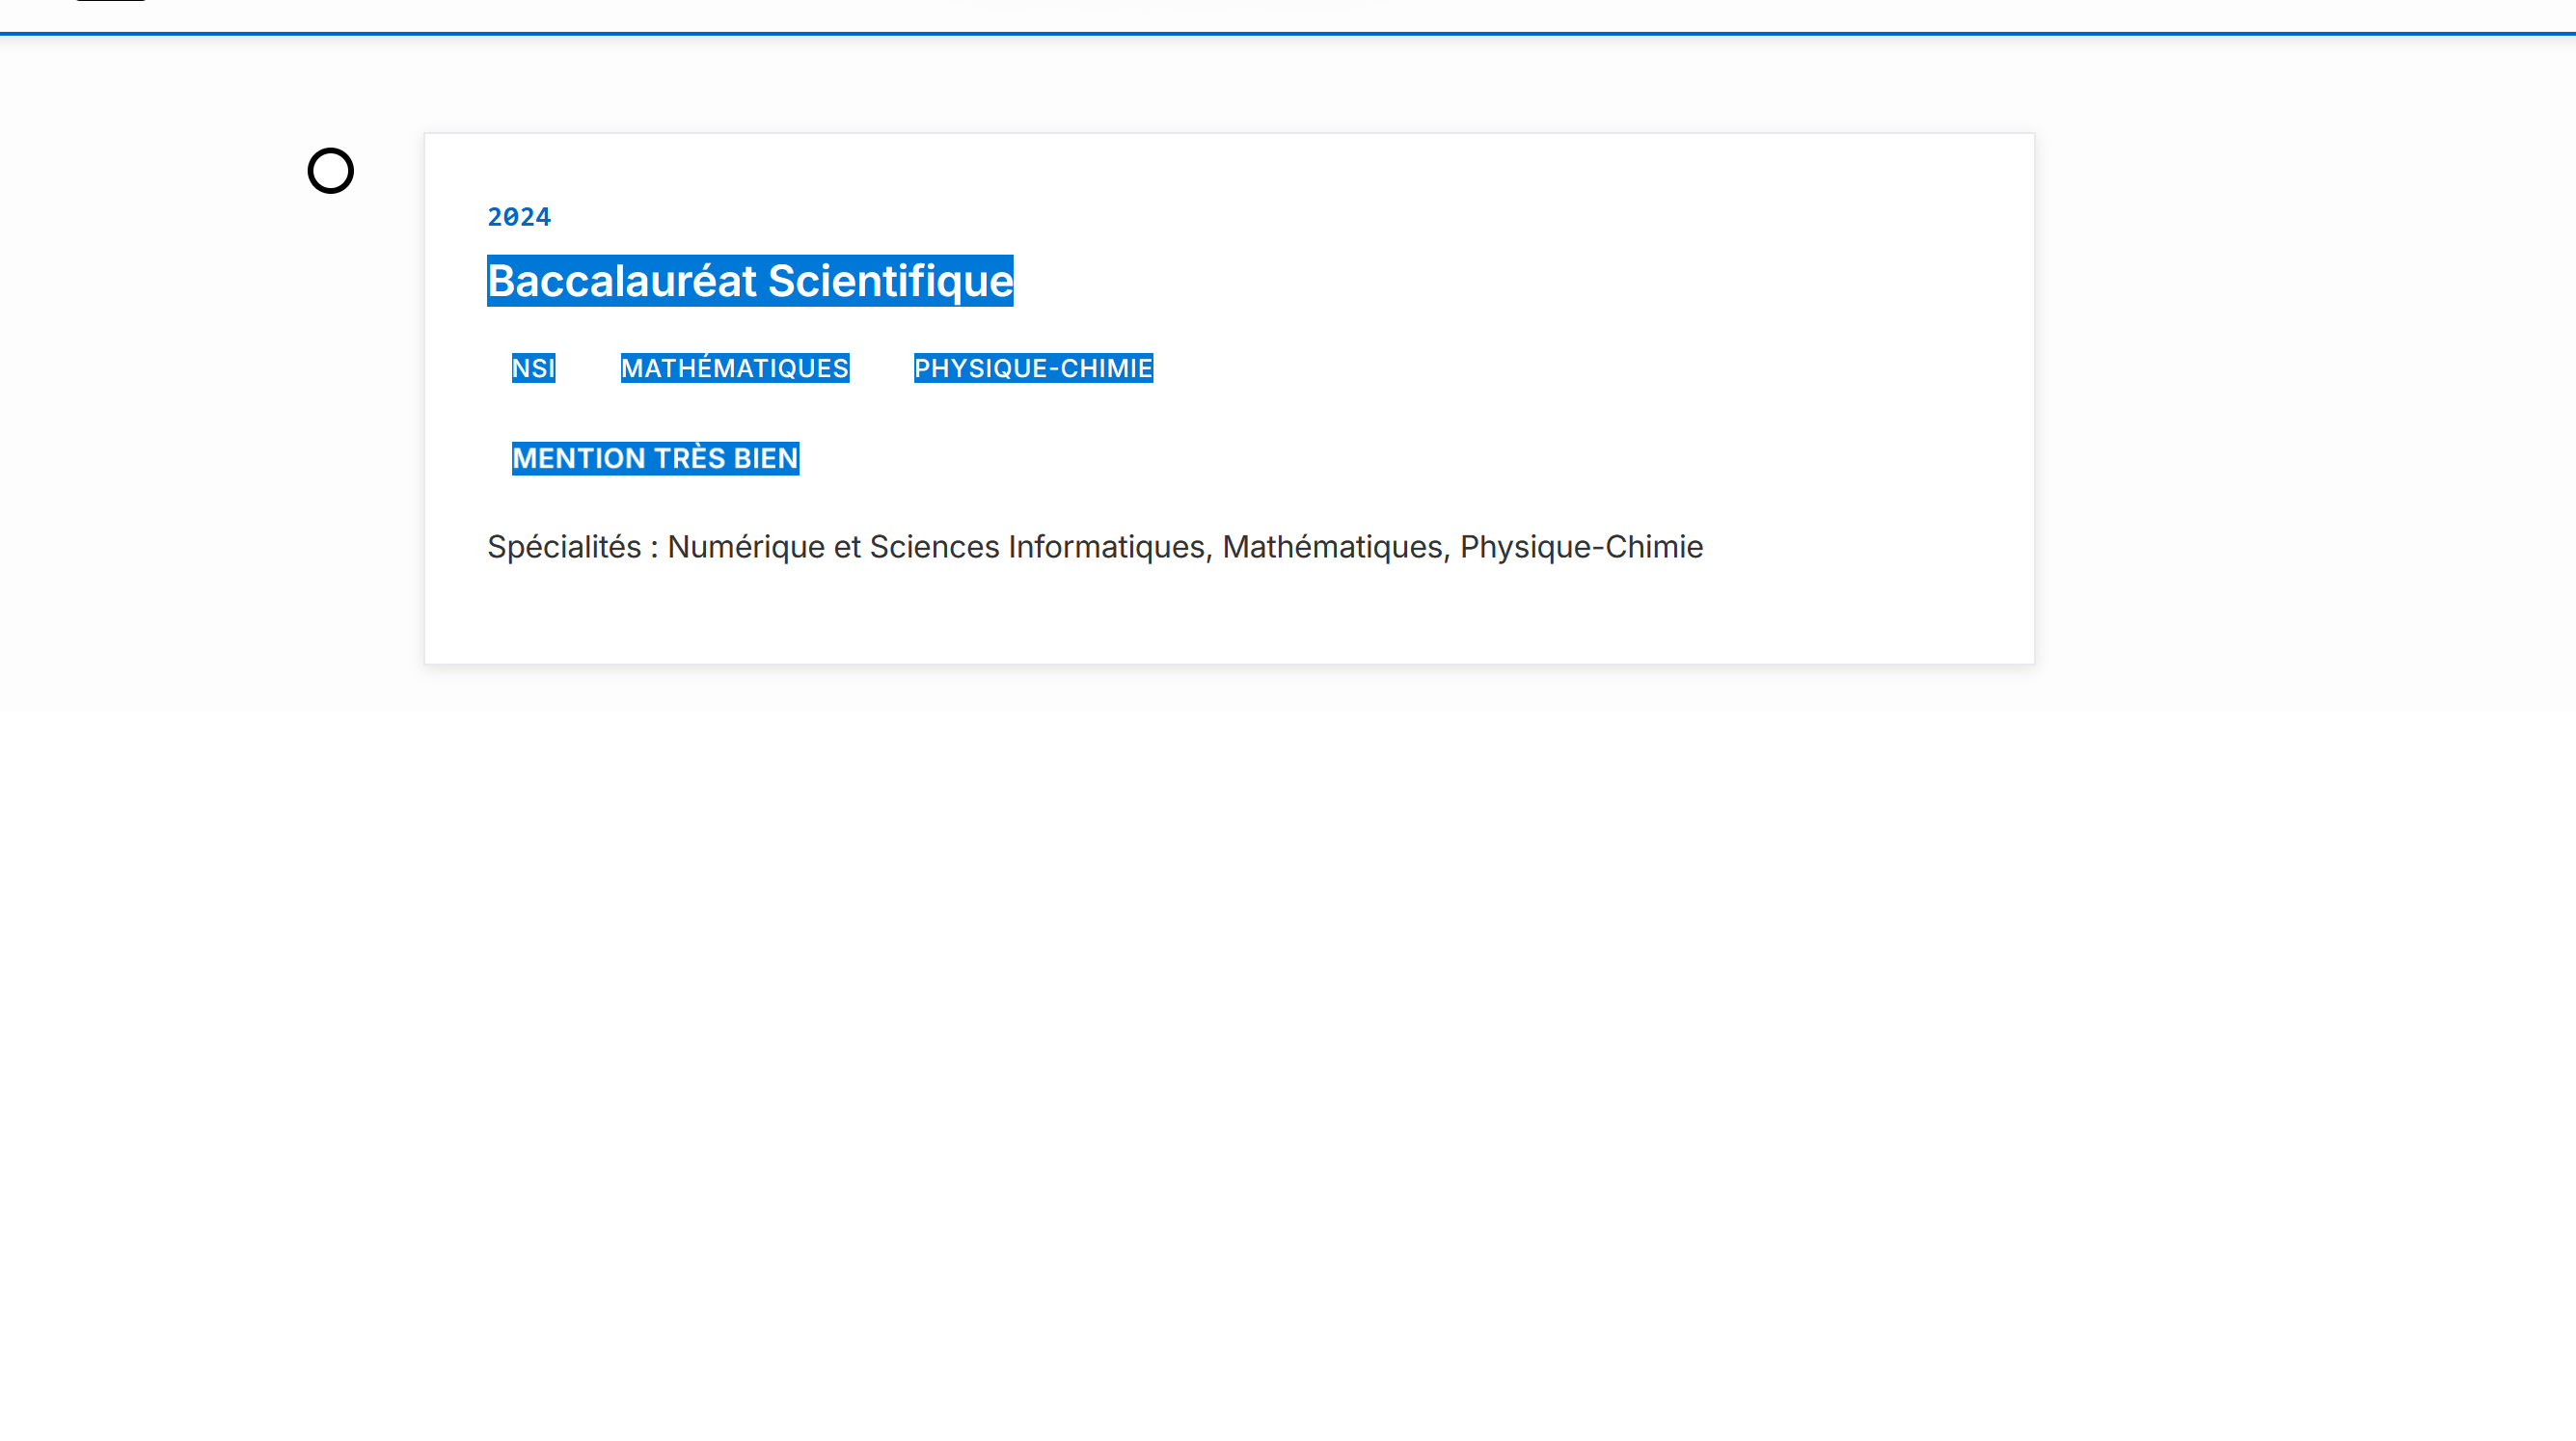 2024
Baccalauréat Scientifique
NSI MATHÉMATIQUES PHYSIQUE-CHIMIE
MENTION TRÈS BIEN
Spécialités : Numérique et Sciences Informatiques, Mathématiques, Physique-Chimie